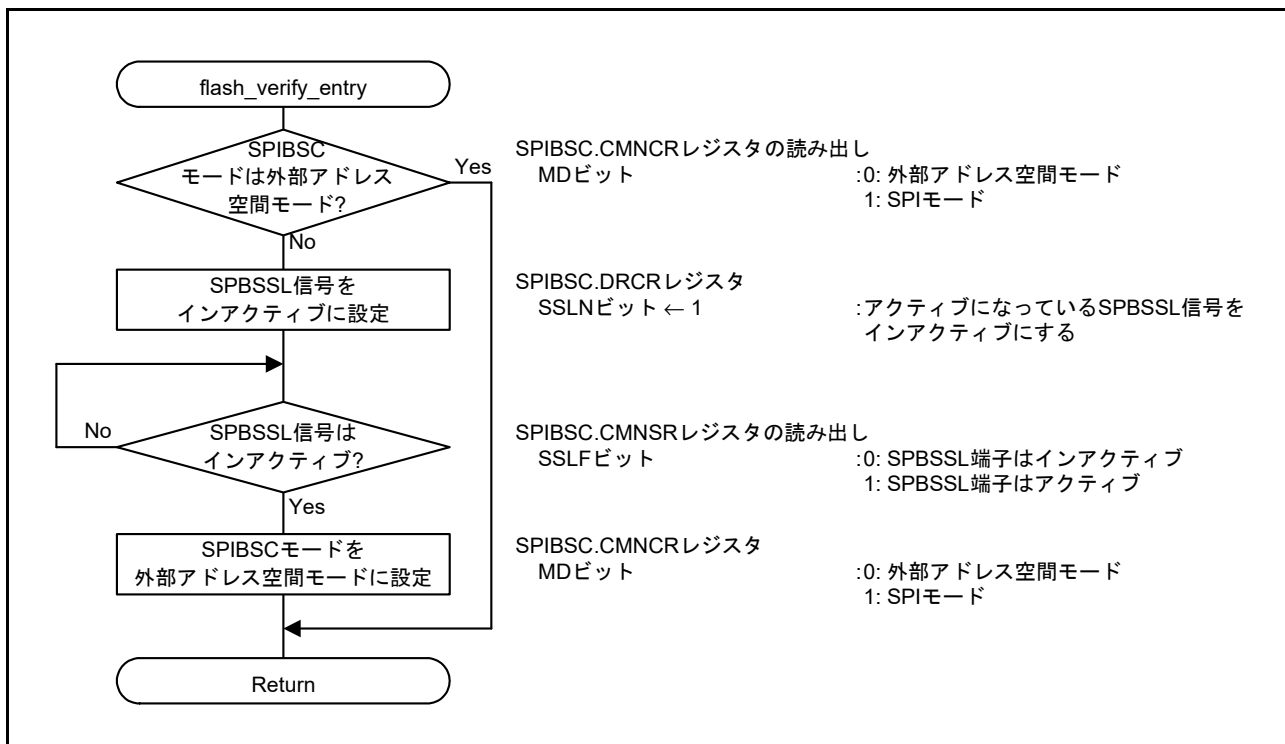 flash_verify_entry
SPIBSC
モードは外部アドレス
空間モード?
Yes
No
SPIBSC.CMNCRレジスタの読み出し
MDビット :0: 外部アドレス空間モード
1: SPIモード
SPBSSL信号を
インアクティブに設定
SPIBSC.DRCRレジスタ
SSLNビット ← 1 :アクティブになっているSPBSSL信号を
インアクティブにする
No
SPBSSL信号は
インアクティブ?
Yes
SPIBSC.CMNSRレジスタの読み出し
SSLFビット :0: SPBSSL端子はインアクティブ
1: SPBSSL端子はアクティブ
SPIBSCモードを
外部アドレス空間モードに設定
SPIBSC.CMNCRレジスタ
MDビット :0: 外部アドレス空間モード
1: SPIモード
Return